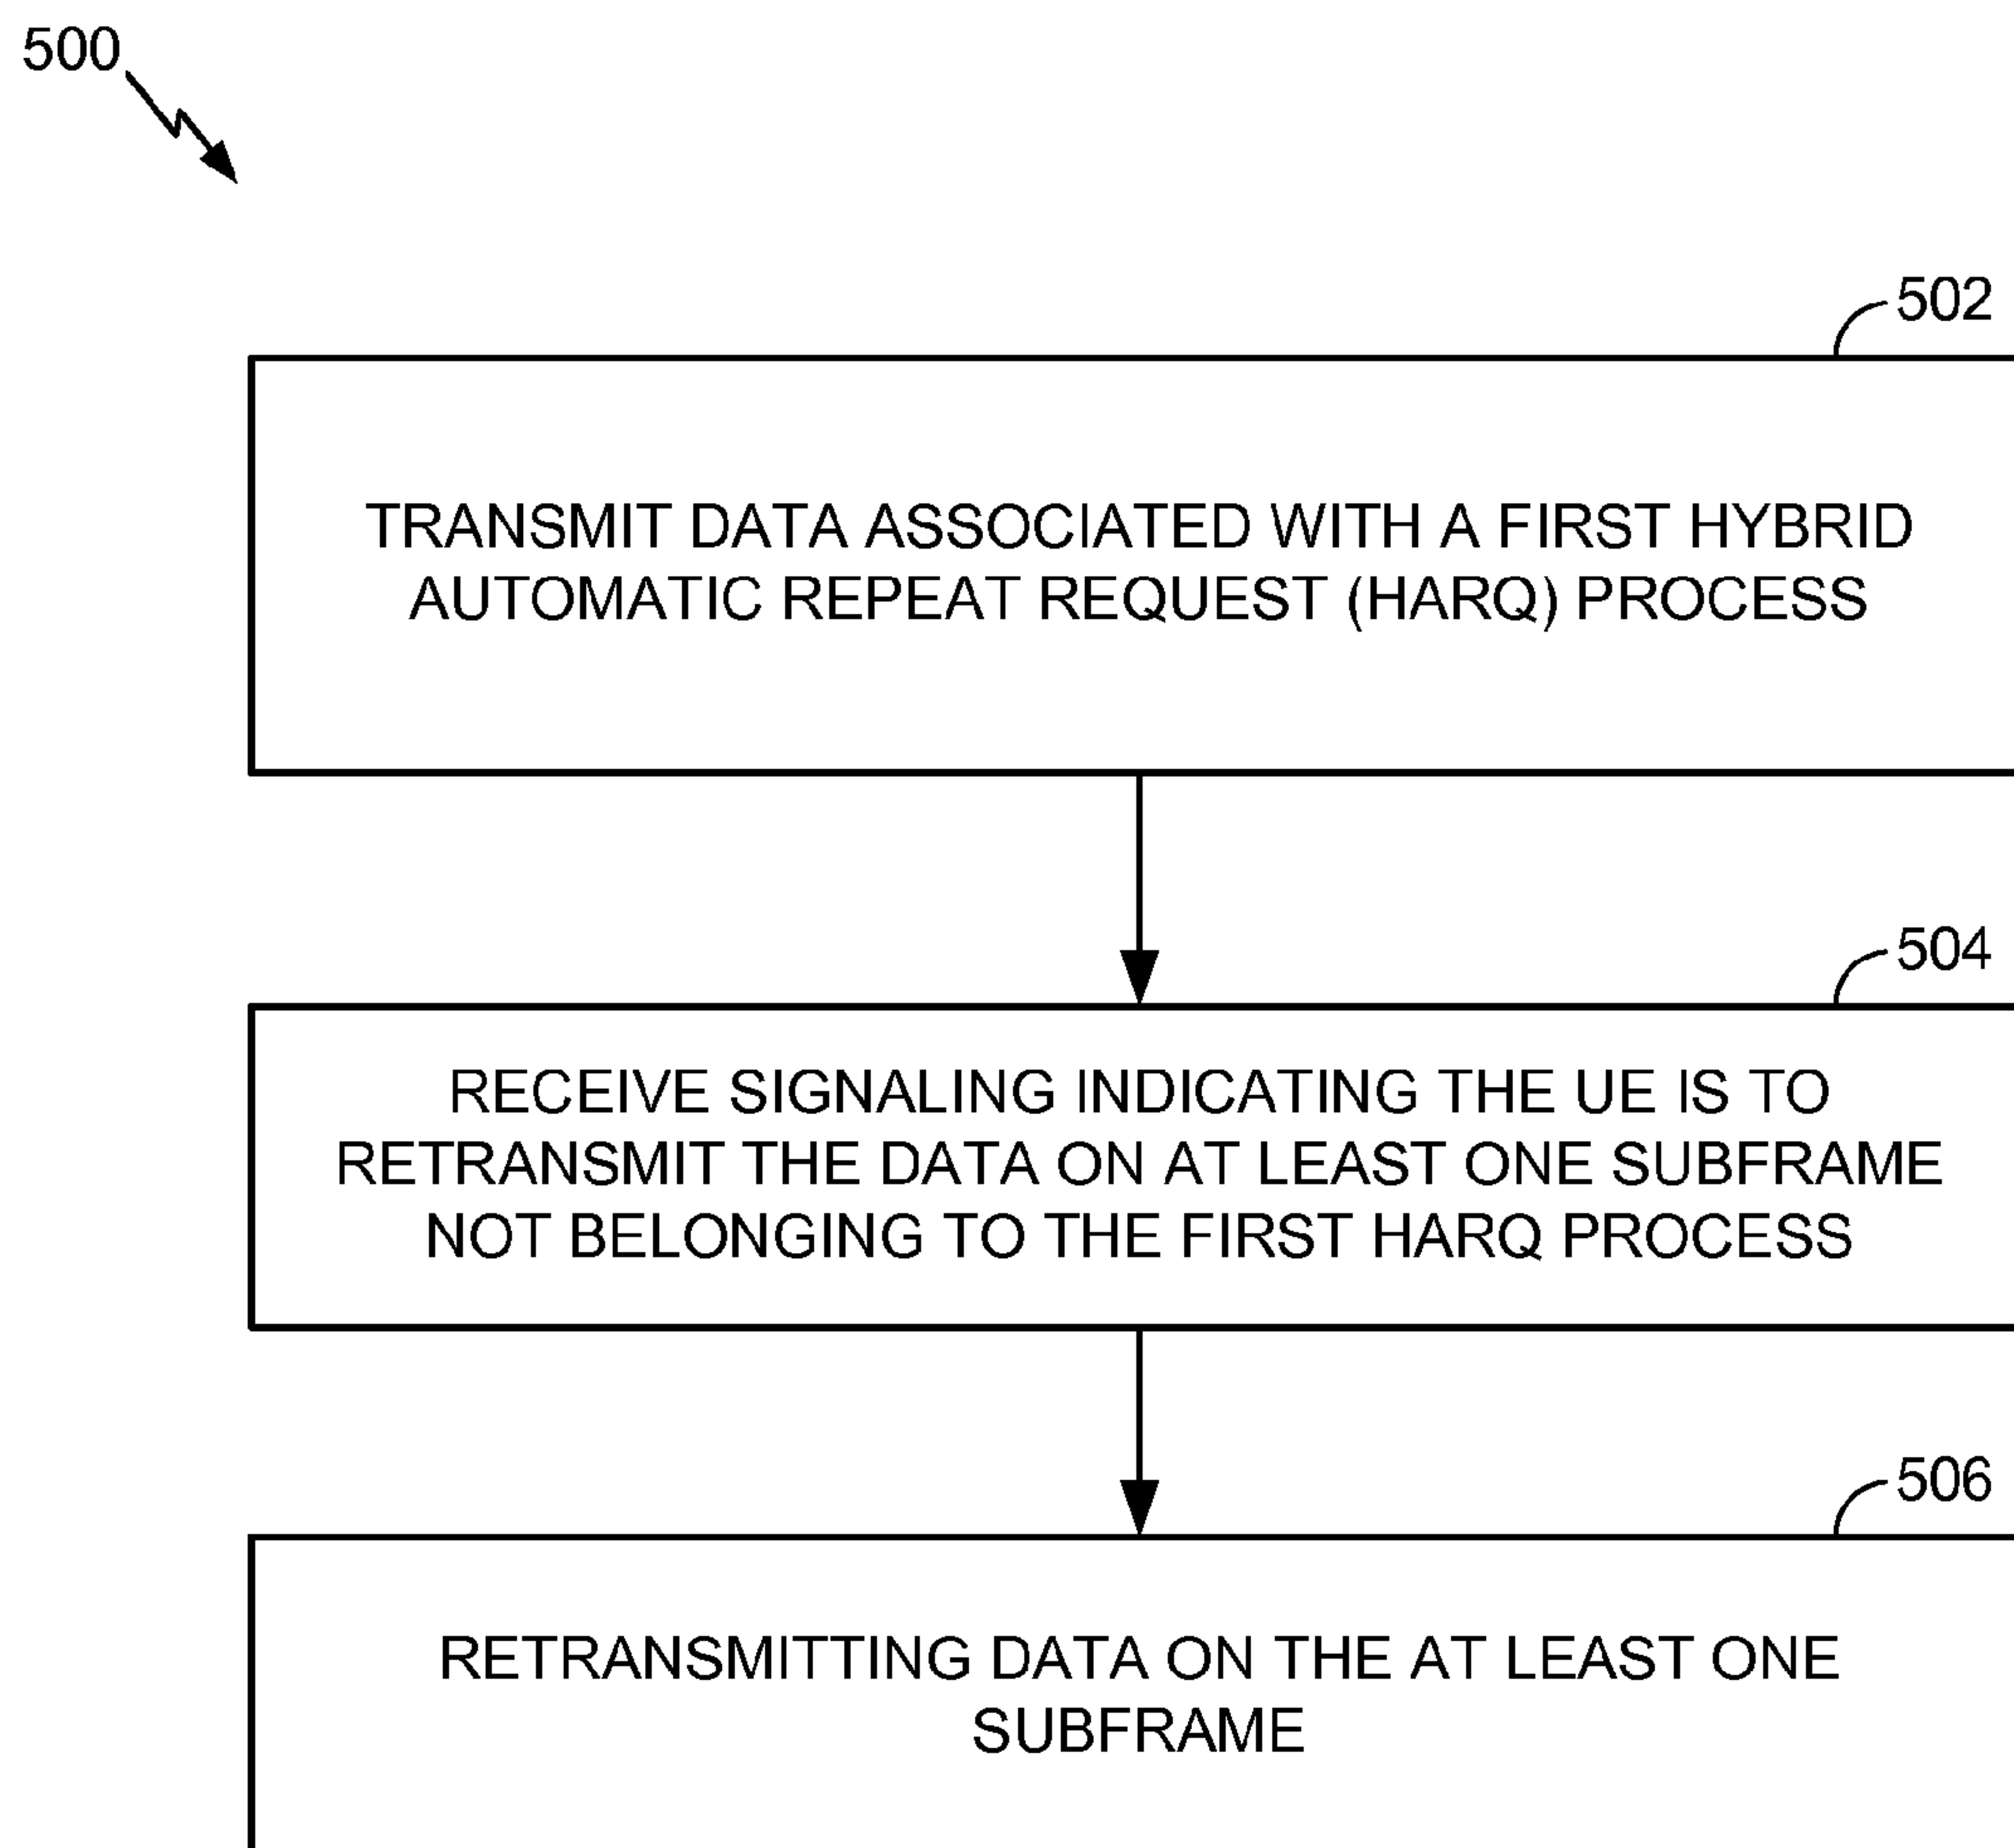 500
502
TRANSMIT DATA ASSOCIATED WITH A FIRST HYBRID
AUTOMATIC REPEAT REQUEST (HARQ) PROCESS
504
RECEIVE SIGNALING INDICATING THE UE IS TO
RETRANSMIT THE DATA ON AT LEAST ONE SUBFRAME
NOT BELONGING TO THE FIRST HARQ PROCESS
506
RETRANSMITTING DATA ON THE AT LEAST ONE
SUBFRAME